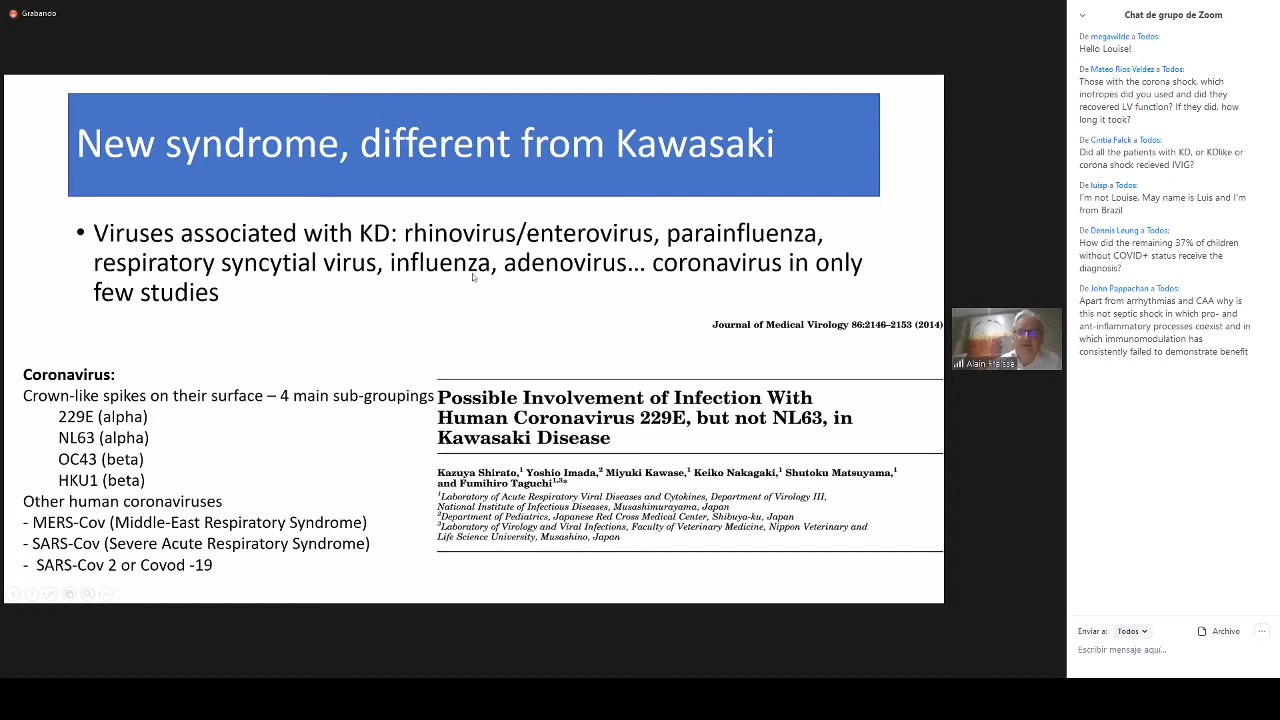 Grabando
New syndrome, different from Kawasaki
• Viruses associated with KD: rhinovirus/enterovirus, parainfluenza,
respiratory syncytial virus, influenza, adenovirus... coronavirus in only
few studies
Journal of Medical Virology 86:2146–2153 (2014)
Coronavirus:
Crown-like spikes on their surface – 4 main sub-groupings
229E (alpha)
NL63 (alpha)
OC43 (beta)
HKU1 (beta)
Other human coronaviruses
- MERS-Cov (Middle-East Respiratory Syndrome)
- SARS-Cov (Severe Acute Respiratory Syndrome)
- SARS-Cov 2 or Covod -19
Possible Involvement of Infection With
Human Coronavirus 229E, but not NL63, in
Kawasaki Disease
Kazuya Shirato,1 Yoshio Imada,2 Miyuki Kawase,1 Keiko Nakagaki,1 Shutoku Matsuyama,1
and Fumihiro Taguchi1,3*
1Laboratory of Acute Respiratory Viral Diseases and Cytokines, Department of Virology III,
National Institute of Infectious Diseases, Musashimurayama, Japan
2Department of Pediatrics, Japanese Red Cross Medical Center, Shibuya-ku, Japan
3Laboratory of Virology and Viral Infections, Faculty of Veterinary Medicine, Nippon Veterinary and
Life Science University, Musashino, Japan
Alain Fraisse
Chat de grupo de Zoom
De megawilde a Todos:
Hello Louise!
De Mateo Rios Valdez a Todos:
Those with the corona shock, which
inotropes did you used and did they
recovered LV function? If they did, how
long it took?
De Cintia Falck a Todos:
Did all the patients with KD, or KDlike or
corona shock recieved IVIG?
De luisp a Todos:
I'm not Louise. May name is Luis and I'm
from Brazil
De Dennis Leung a Todos:
How did the remaining 37% of children
without COVID+ status receive the
diagnosis?
De John Pappachan a Todos:
Apart from arrhythmias and CAA why is
this not septic shock in which pro- and
ant-inflammatory processes coexist and in
which immunomodulation has
consistently failed to demonstrate benefit
Enviar a: Todos
Archivo
Escribir mensaje aquí...